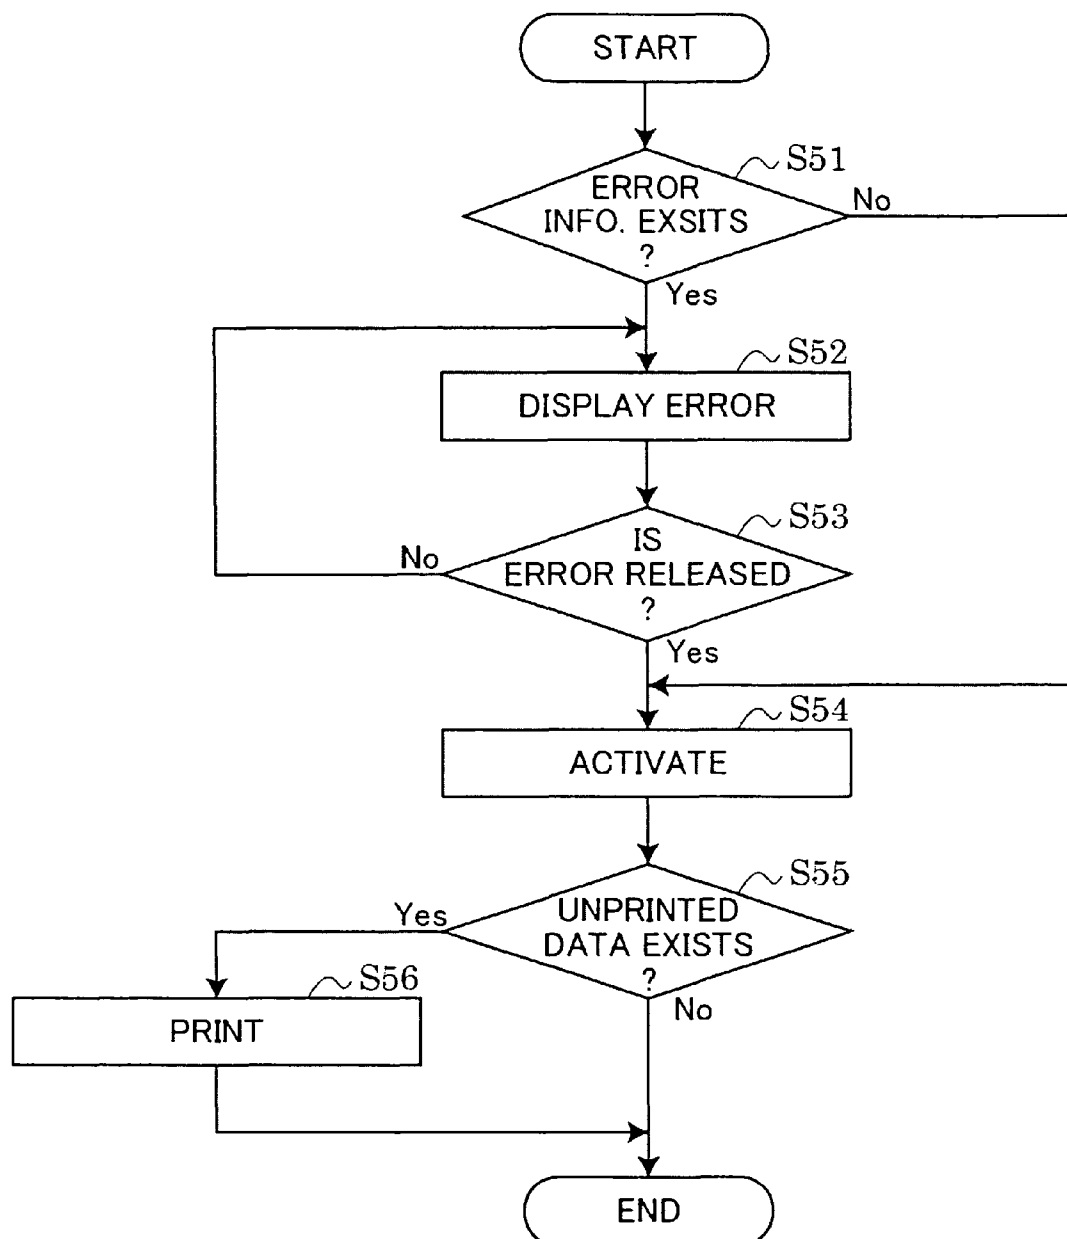 START
S51
ERROR
INFO. EXSITS
?
No
Yes
S52
DISPLAY ERROR
S53
IS
ERROR RELEASED
?
No
Yes
S54
ACTIVATE
S55
UNPRINTED
DATA EXISTS
?
Yes
No
S56
PRINT
END